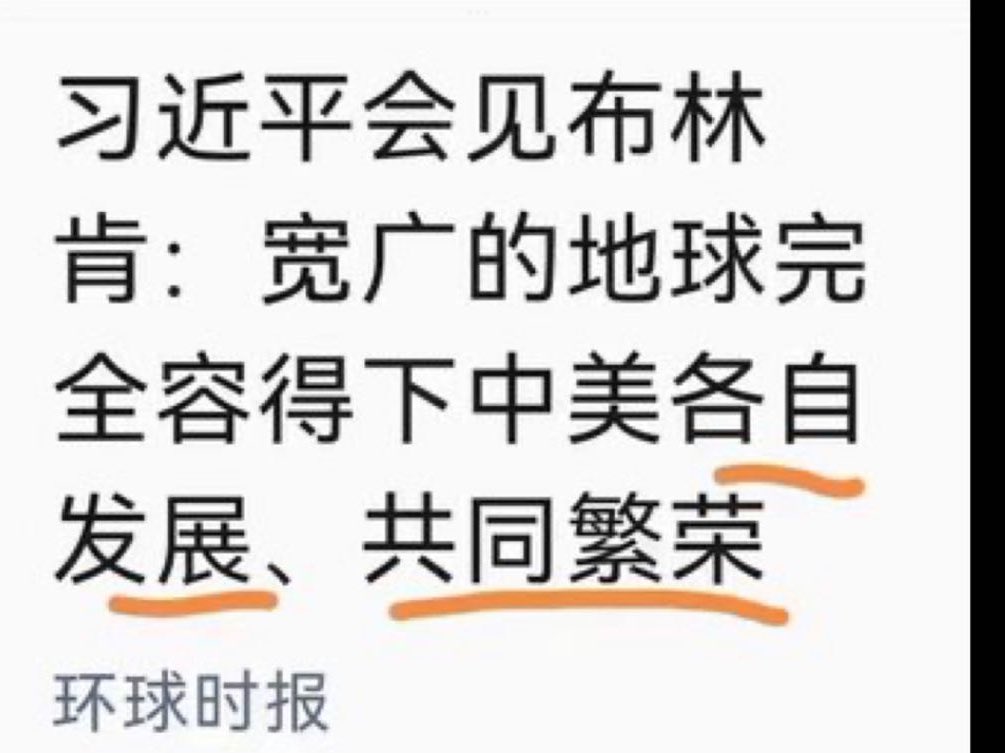 习近平会见布林
肯：宽广的地球完
全容得下中美各自
发展、共同繁荣
环球时报